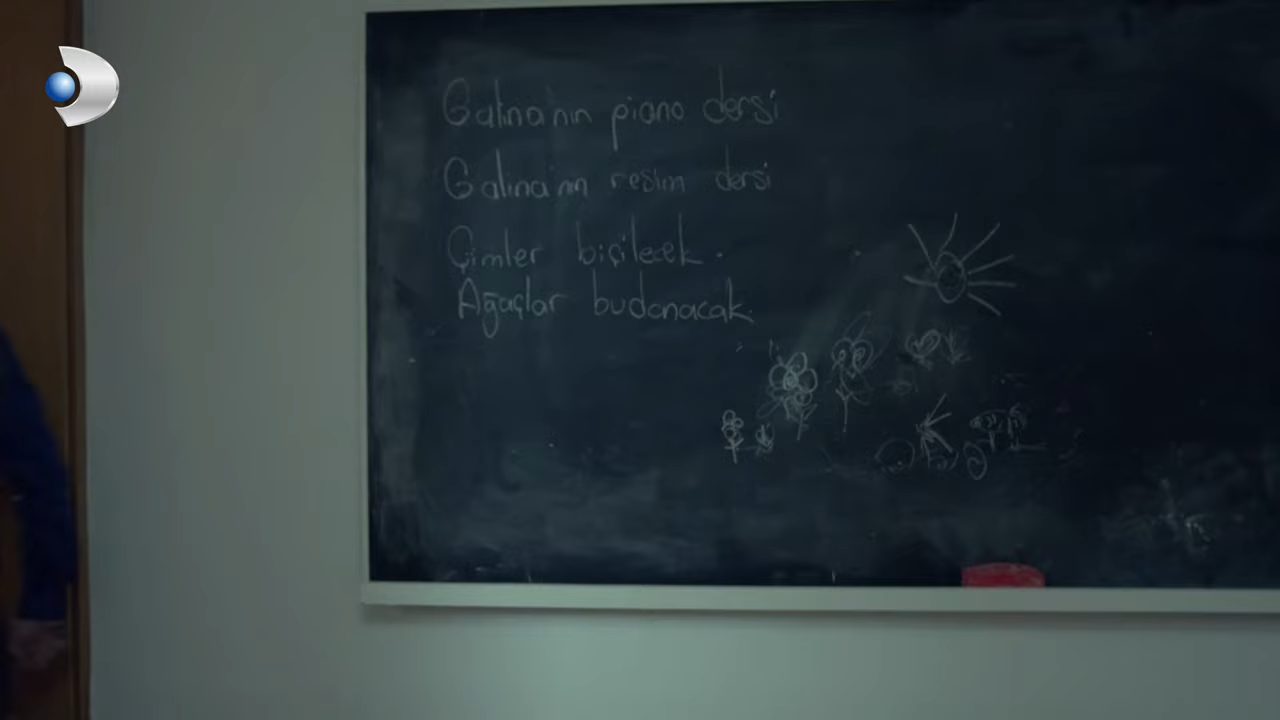 Galina'nın piano dersi
Galina'nın resim dersi
Çimler biçilecek.
Ağaçlar budanacak.